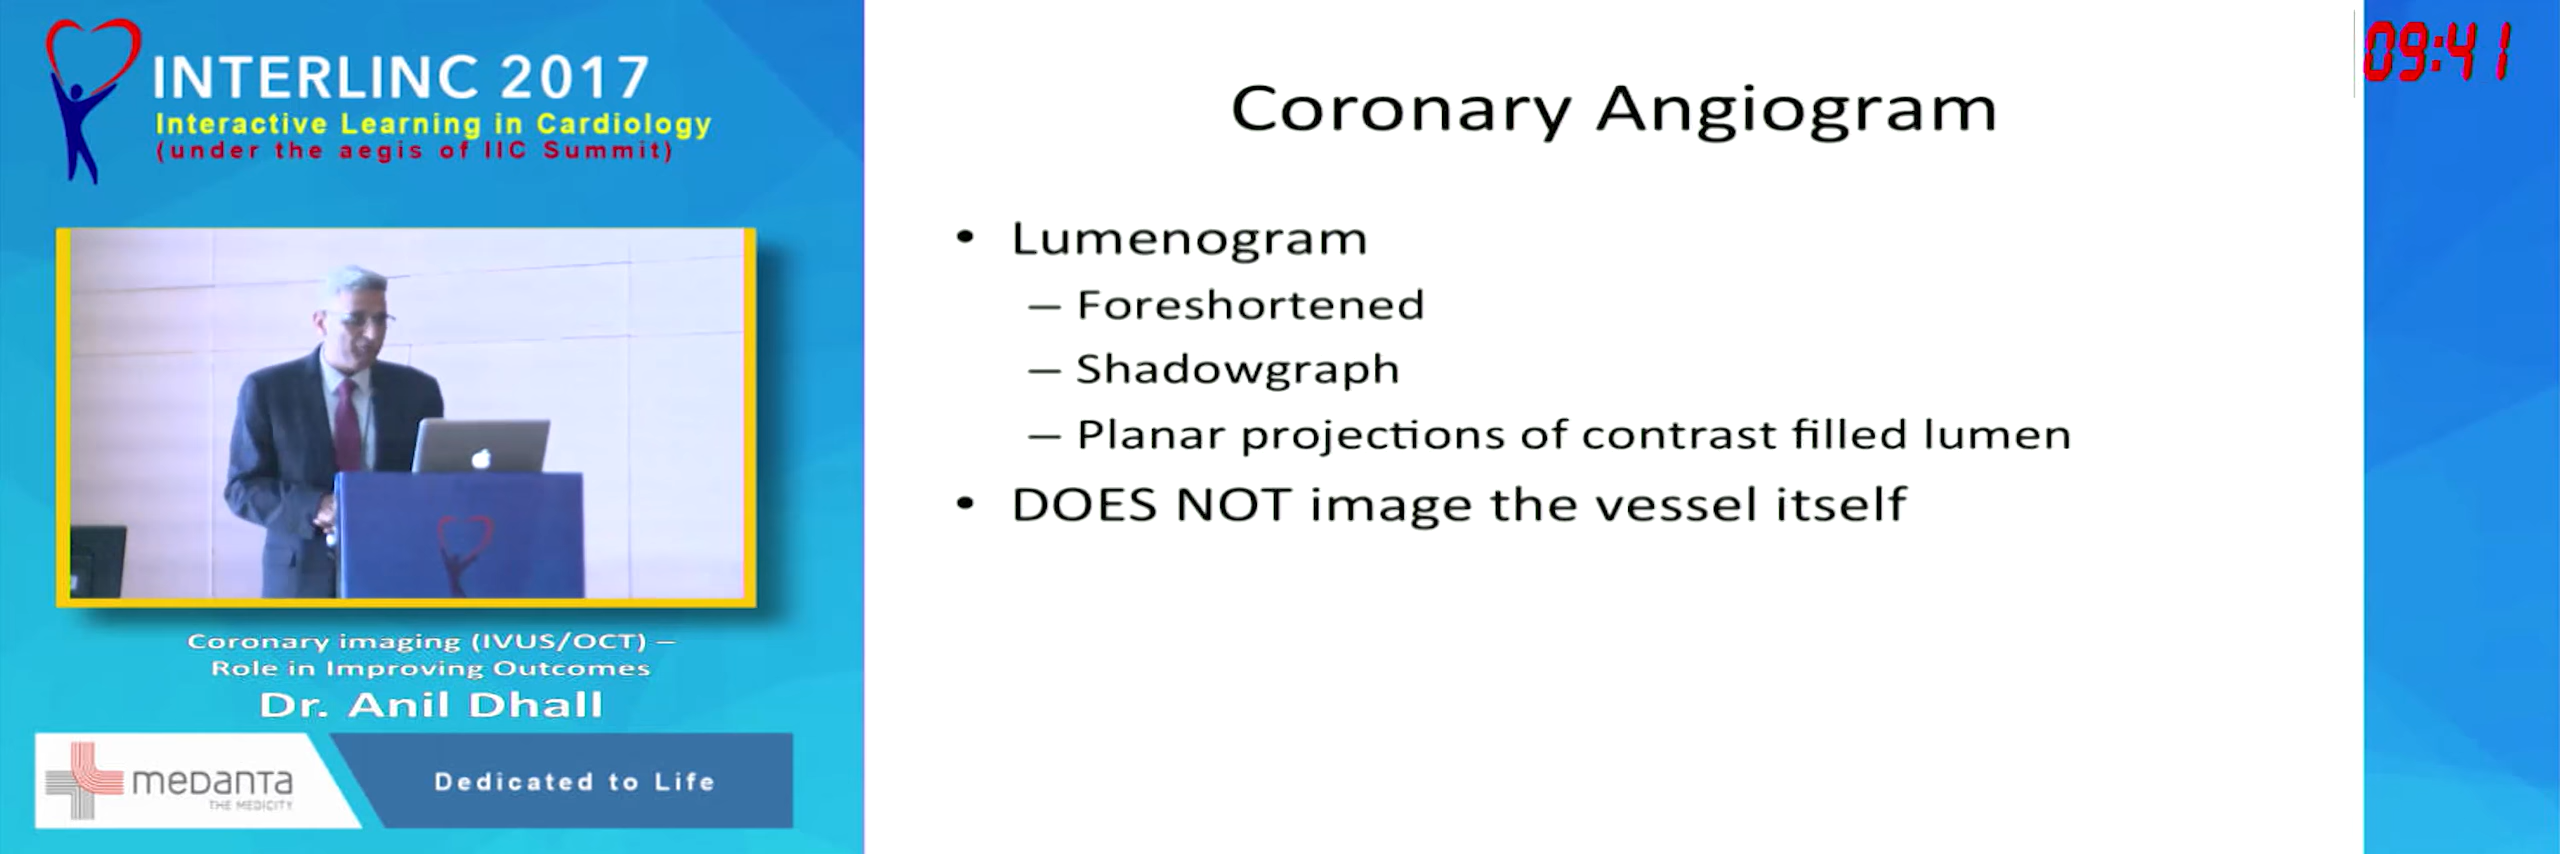 INTERLINC 2017
Interactive Learning in Cardiology
(under the aegis of IIC Summit)
Coronary imaging (IVUS/OCT) –
Role in Improving Outcomes
Dr. Anil Dhall
medanta
THE MEDICITY
Dedicated to Life
Coronary Angiogram
• Lumenogram
– Foreshortened
– Shadowgraph
– Planar projections of contrast filled lumen
• DOES NOT image the vessel itself
09:41